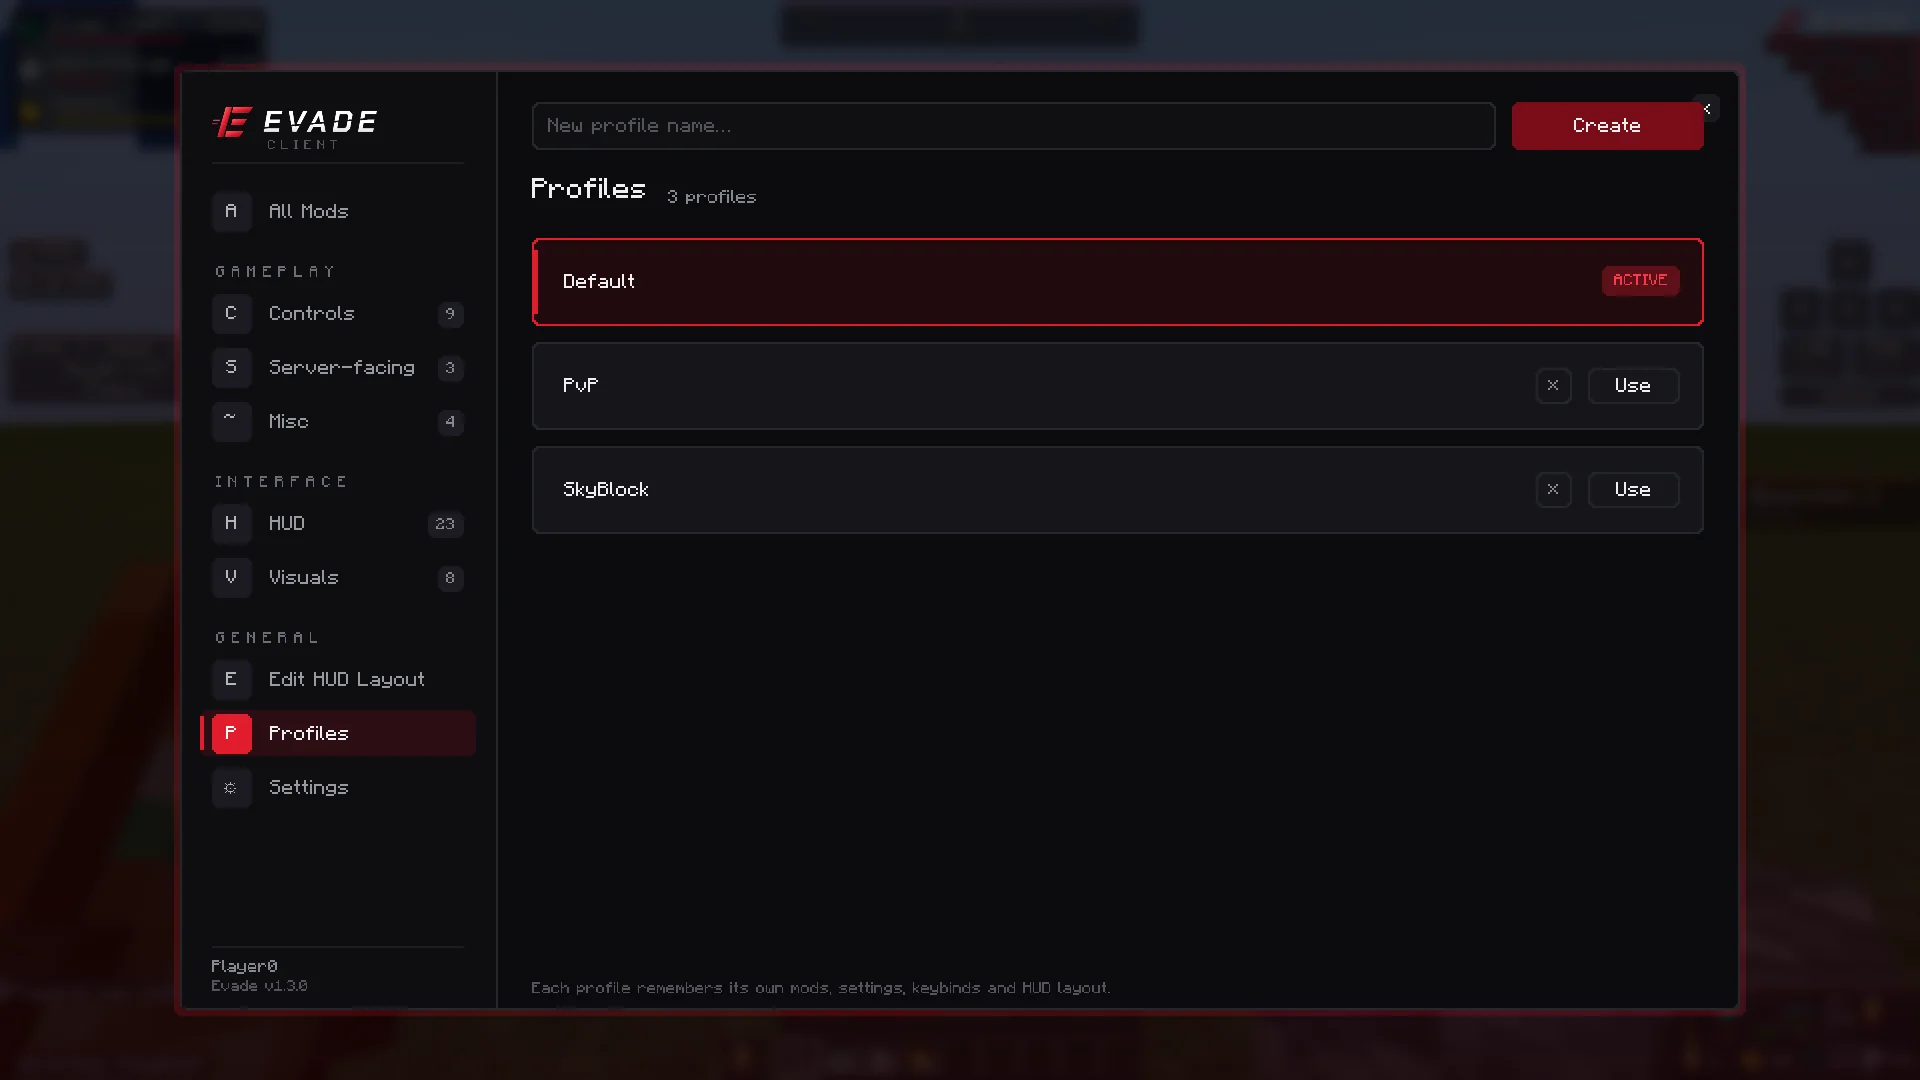 EVADE
CLIENT
A All Mods
GAMEPLAY
C Controls 9
S Server-facing 3
~ Misc 4
INTERFACE
H HUD 23
V Visuals 8
GENERAL
E Edit HUD Layout
P Profiles
Settings
Player0
Evade v1.3.0
New profile name...
Create
Profiles 3 profiles
Default ACTIVE
PvP × Use
SkyBlock × Use
Each profile remembers its own mods, settings, keybinds and HUD layout.